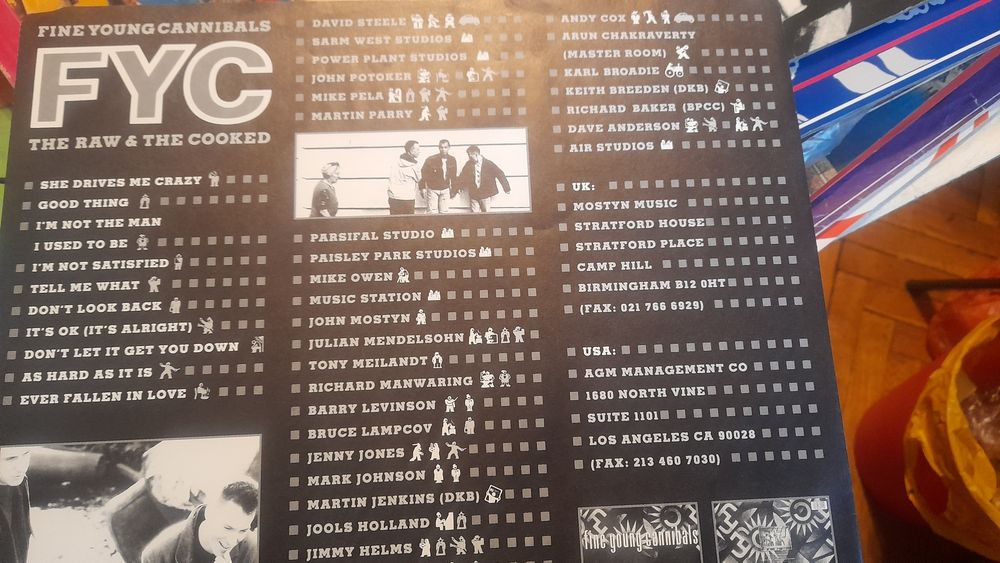 FINE YOUNG CANNIBALS
FYC
THE RAW & THE COOKED
SHE DRIVES ME CRAZY
GOOD THING
I'M NOT THE MAN
I USED TO BE
I'M NOT SATISFIED
TELL ME WHAT
DON'T LOOK BACK
IT'S OK (IT'S ALRIGHT)
DON'T LET IT GET YOU DOWN
AS HARD AS IT IS
EVER FALLEN IN LOVE
DAVID STEELE
SARM WEST STUDIOS
POWER PLANT STUDIOS
JOHN POTOKER
MIKE PELA
MARTIN PARRY
PARSIFAL STUDIO
PAISLEY PARK STUDIOS
MIKE OWEN
MUSIC STATION
JOHN MOSTYN
JULIAN MENDELSOHN
TONY MEILANDT
RICHARD MANWARING
BARRY LEVINSON
BRUCE LAMPCOV
JENNY JONES
MARK JOHNSON
MARTIN JENKINS (DKB)
JOOLS HOLLAND
JIMMY HELMS
ANDY COX
ARUN CHAKRAVERTY
(MASTER ROOM)
KARL BROADIE
KEITH BREEDEN (DKB)
RICHARD BAKER (BPCC)
DAVE ANDERSON
AIR STUDIOS
UK:
MOSTYN MUSIC
STRATFORD HOUSE
STRATFORD PLACE
CAMP HILL
BIRMINGHAM B12 0HT
(FAX: 021 766 6929)
USA:
AGM MANAGEMENT CO
1680 NORTH VINE
SUITE 1101
LOS ANGELES CA 90028
(FAX: 213 460 7030)
fine young cannibals